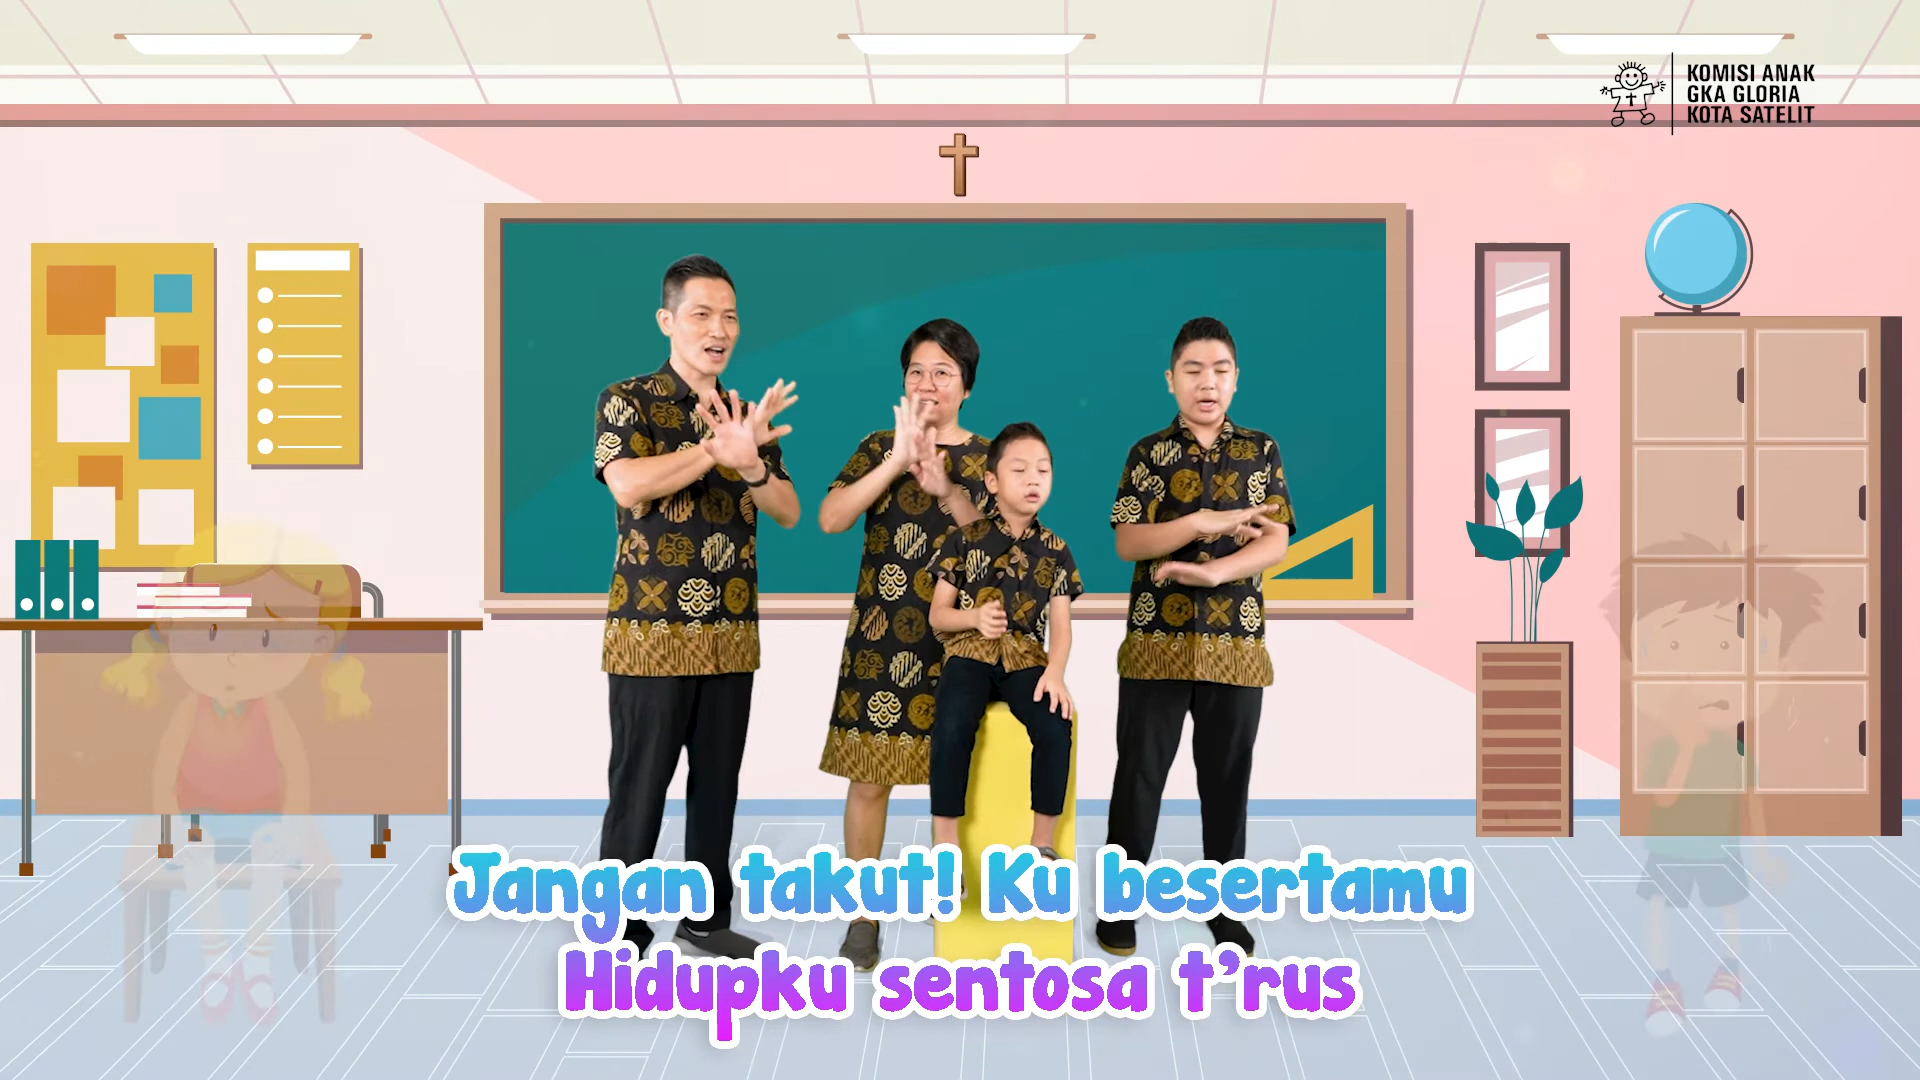 KOMISI ANAK
GKA GLORIA
KOTA SATELIT
Jangan takut! Ku besertamu
Hidupku sentosa t'rus